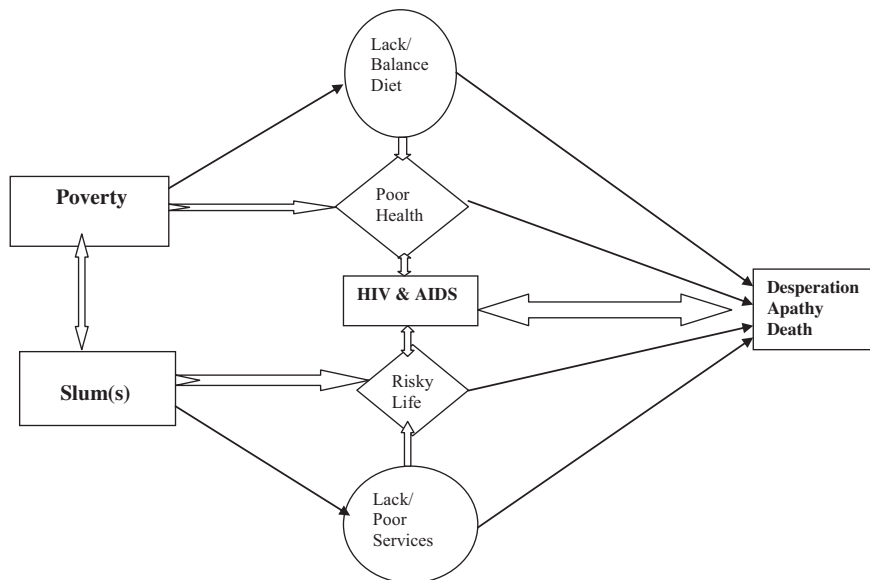 Lack/
Balance
Diet
Poverty
Poor
Health
HIV & AIDS
Desperation
Apathy
Death
Slum(s)
Risky
Life
Lack/
Poor
Services